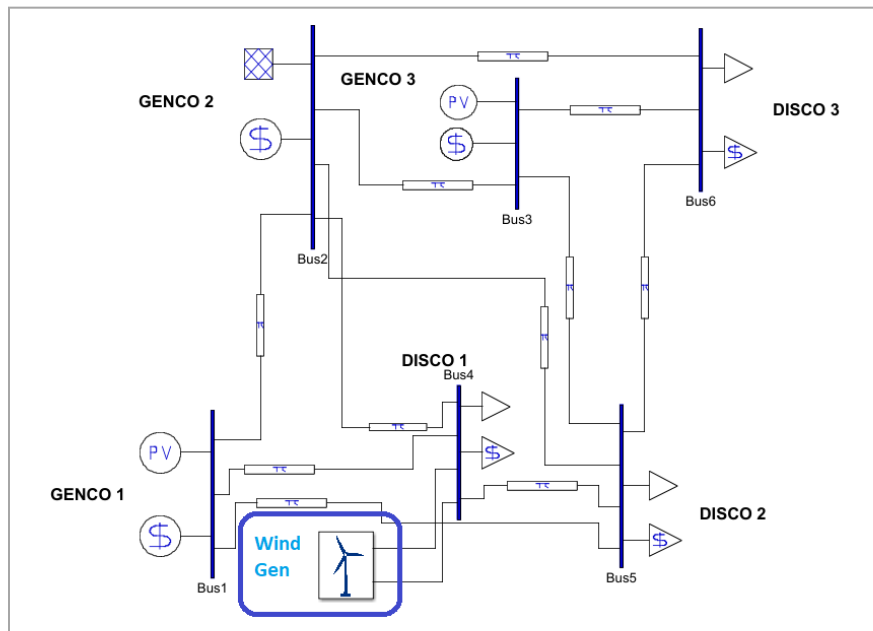 GENCO 2
GENCO 3
PV
$
$
Bus2
Bus3
DISCO 3
$
Bus6
π
π
π
π
π
π
π
DISCO 1
Bus4
π
$
PV
GENCO 1
$
Bus1
π
π
π
DISCO 2
$
Bus5
Wind
Gen